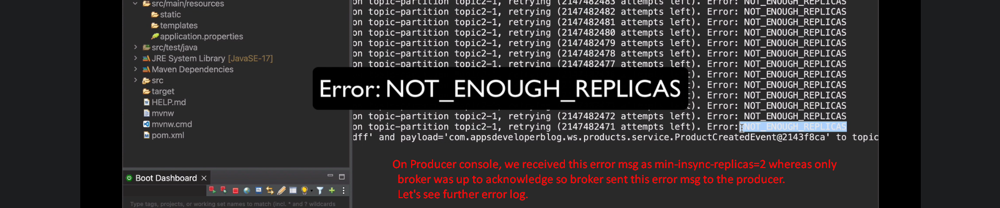 src/main/resources
static
templates
application.properties
src/test/java
JRE System Library [JavaSE-17]
Maven Dependencies
src
target
HELP.md
mvnw
mvnw.cmd
pom.xml
Boot Dashboard
Type tags, projects, or working set names to match (incl. * and ? wildcards
on topic-partition topic2-1, retrying (2147482483 attempts left). Error: NOT_ENOUGH_REPLICAS
on topic-partition topic2-1, retrying (2147482482 attempts left). Error: NOT_ENOUGH_REPLICAS
on topic-partition topic2-1, retrying (2147482481 attempts left). Error: NOT_ENOUGH_REPLICAS
on topic-partition topic2-1, retrying (2147482480 attempts left). Error: NOT_ENOUGH_REPLICAS
on topic-partition topic2-1, retrying (2147482479 attempts left). Error: NOT_ENOUGH_REPLICAS
on topic-partition topic2-1, retrying (2147482478 attempts left). Error: NOT_ENOUGH_REPLICAS
on topic-partition topic2-1, retrying (2147482477 attempts left). Error: NOT_ENOUGH_REPLICAS
Error: NOT_ENOUGH_REPLICAS
Error: NOT_ENOUGH_REPLICAS
Error: NOT_ENOUGH_REPLICAS
Error: NOT_ENOUGH_REPLICAS
Error: NOT_ENOUGH_REPLICAS
on topic-partition topic2-1, retrying (2147482472 attempts left). Error: NOT_ENOUGH_REPLICAS
on topic-partition topic2-1, retrying (2147482471 attempts left). Error: NOT_ENOUGH_REPLICAS
dff' and payload='com.appsdeveloperblog.ws.products.service.ProductCreatedEvent@2143f8ca' to topic
On Producer console, we received this error msg as min-insync-replicas=2 whereas only
broker was up to acknowledge so broker sent this error msg to the producer.
Let's see further error log.